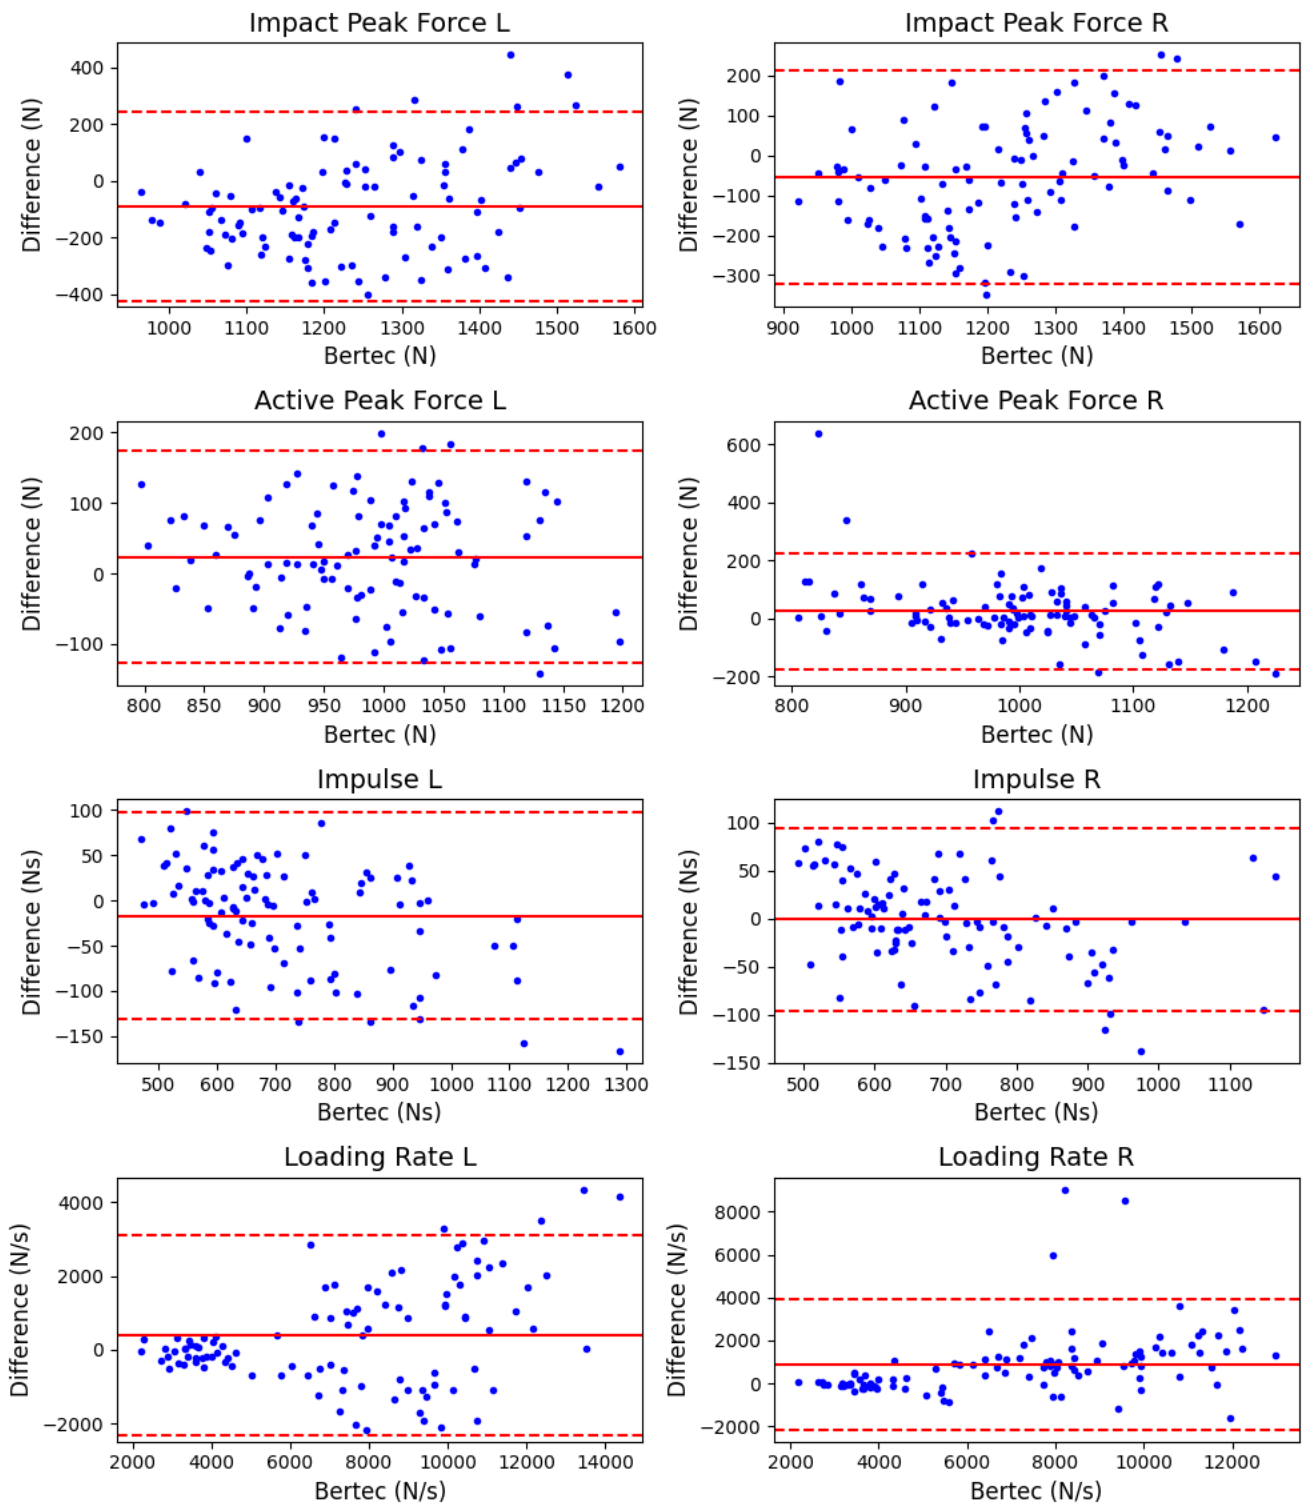 Impact Peak Force L
Difference (N)
400
200
0
−200
−400
1000 1100 1200 1300 1400 1500 1600
Bertec (N)
Impact Peak Force R
Difference (N)
200
100
0
−100
−200
−300
900 1000 1100 1200 1300 1400 1500 1600
Bertec (N)
Active Peak Force L
Difference (N)
200
100
0
−100
800 850 900 950 1000 1050 1100 1150 1200
Bertec (N)
Active Peak Force R
Difference (N)
600
400
200
0
−200
800 900 1000 1100 1200
Bertec (N)
Impulse L
Difference (Ns)
100
50
0
−50
−100
−150
500 600 700 800 900 1000 1100 1200 1300
Bertec (Ns)
Impulse R
Difference (Ns)
100
50
0
−50
−100
−150
500 600 700 800 900 1000 1100
Bertec (Ns)
Loading Rate L
Difference (N/s)
4000
2000
0
−2000
2000 4000 6000 8000 10000 12000 14000
Bertec (N/s)
Loading Rate R
Difference (N/s)
8000
6000
4000
2000
0
−2000
2000 4000 6000 8000 10000 12000
Bertec (N/s)